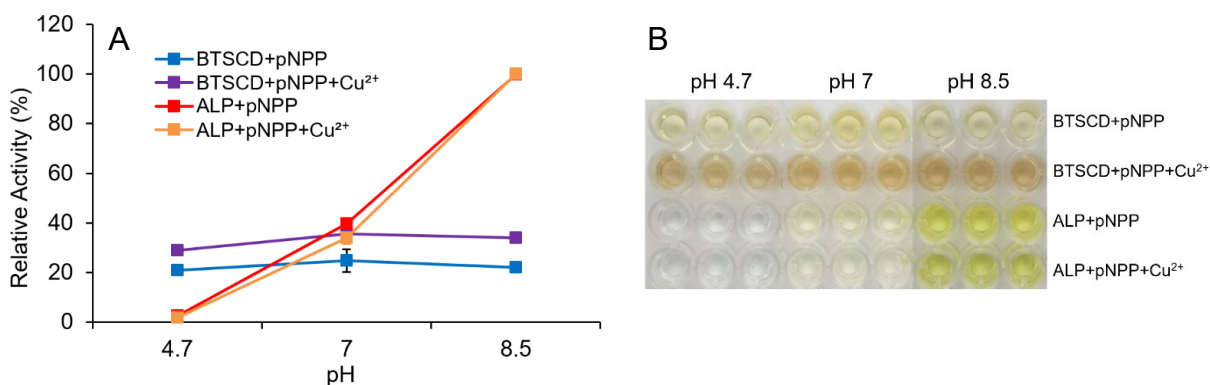 A
120
100
80
60
40
20
0
Relative Activity (%)
BTSCD+pNPP
BTSCD+pNPP+Cu²⁺
ALP+pNPP
ALP+pNPP+Cu²⁺
4.7 7 8.5
pH
B
pH 4.7 pH 7 pH 8.5
BTSCD+pNPP
BTSCD+pNPP+Cu²⁺
ALP+pNPP
ALP+pNPP+Cu²⁺